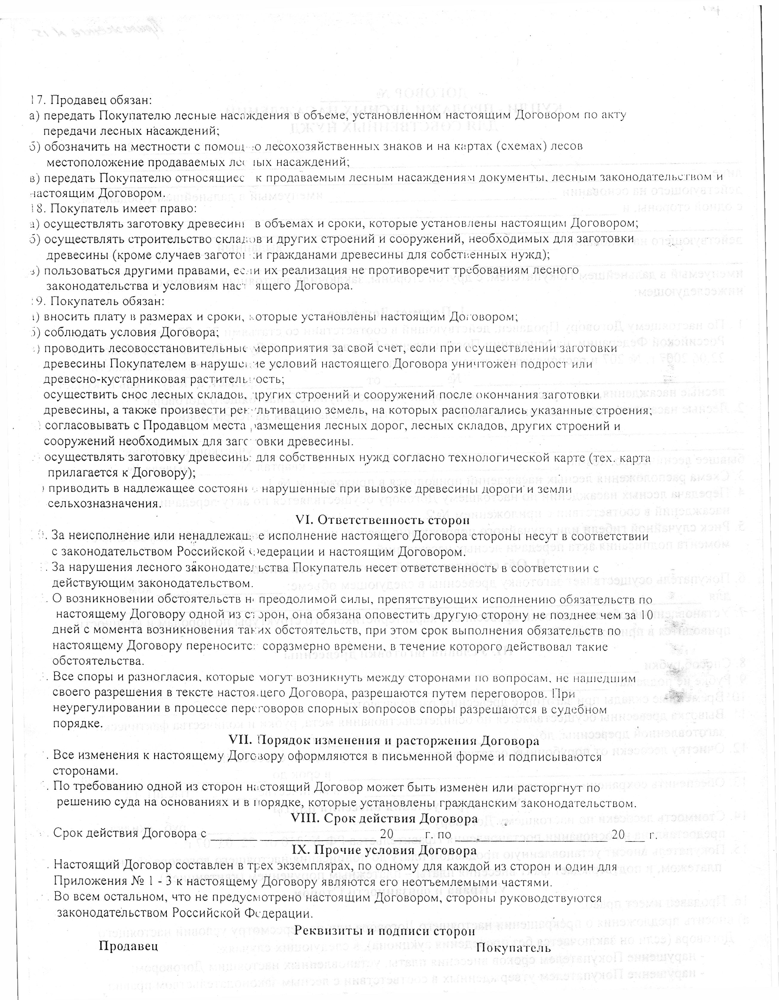 17. Продавец обязан:
а) передать Покупателю лесные насаждения в объеме, установленном настоящим Договором по акту
передачи лесных насаждений;
б) обозначить на местности с помощью лесохозяйственных знаков и на картах (схемах) лесов
местоположение продаваемых лесных насаждений;
в) передать Покупателю относящиеся к продаваемым лесным насаждениям документы, лесным законодательством и
настоящим Договором.
18. Покупатель имеет право:
а) осуществлять заготовку древесины в объемах и сроки, которые установлены настоящим Договором;
б) осуществлять строительство складов и других строений и сооружений, необходимых для заготовки
древесины (кроме случаев заготовки гражданами древесины для собственных нужд);
в) пользоваться другими правами, если их реализация не противоречит требованиям лесного
законодательства и условиям настоящего Договора.
19. Покупатель обязан:
а) вносить плату в размерах и сроки, которые установлены настоящим Договором;
б) соблюдать условия Договора;
) проводить лесовосстановительные мероприятия за свой счет, если при осуществлении заготовки
древесины Покупателем в нарушение условий настоящего Договора уничтожен подрост или
древесно-кустарниковая растительность;
осуществить снос лесных складов, других строений и сооружений после окончания заготовки
древесины, а также произвести рекультивацию земель, на которых располагались указанные строения;
) согласовывать с Продавцом места размещения лесных дорог, лесных складов, других строений и
сооружений необходимых для заготовки древесины.
осуществлять заготовку древесины для собственных нужд согласно технологической карте (тех. карта
прилагается к Договору);
) приводить в надлежащее состояние нарушенные при вывозке древесины дороги и земли
сельхозназначения.
VI. Ответственность сторон
. За неисполнение или ненадлежащее исполнение настоящего Договора стороны несут в соответствии
с законодательством Российской Федерации и настоящим Договором.
. За нарушения лесного законодательства Покупатель несет ответственность в соответствии с
действующим законодательством.
. О возникновении обстоятельств непреодолимой силы, препятствующих исполнению обязательств по
настоящему Договору одной из сторон, она обязана оповестить другую сторону не позднее чем за 10
дней с момента возникновения таких обстоятельств, при этом срок выполнения обязательств по
настоящему Договору переносится соразмерно времени, в течение которого действовал такие
обстоятельства.
. Все споры и разногласия, которые могут возникнуть между сторонами по вопросам, не нашедшим
своего разрешения в тексте настоящего Договора, разрешаются путем переговоров. При
неурегулировании в процессе переговоров спорных вопросов споры разрешаются в судебном
порядке.
VII. Порядок изменения и расторжения Договора
. Все изменения к настоящему Договору оформляются в письменной форме и подписываются
сторонами.
. По требованию одной из сторон настоящий Договор может быть изменен или расторгнут по
решению суда на основаниях и в порядке, которые установлены гражданским законодательством.
VIII. Срок действия Договора
. Срок действия Договора с ______ _______________ 20____ г. по ____________________ 20___ г.
IX. Прочие условия Договора
. Настоящий Договор составлен в трех экземплярах, по одному для каждой из сторон и один для
Приложения № 1 - 3 к настоящему Договору являются его неотъемлемыми частями.
. Во всем остальном, что не предусмотрено настоящим Договором, стороны руководствуются
законодательством Российской Федерации.
Реквизиты и подписи сторон
Продавец Покупатель